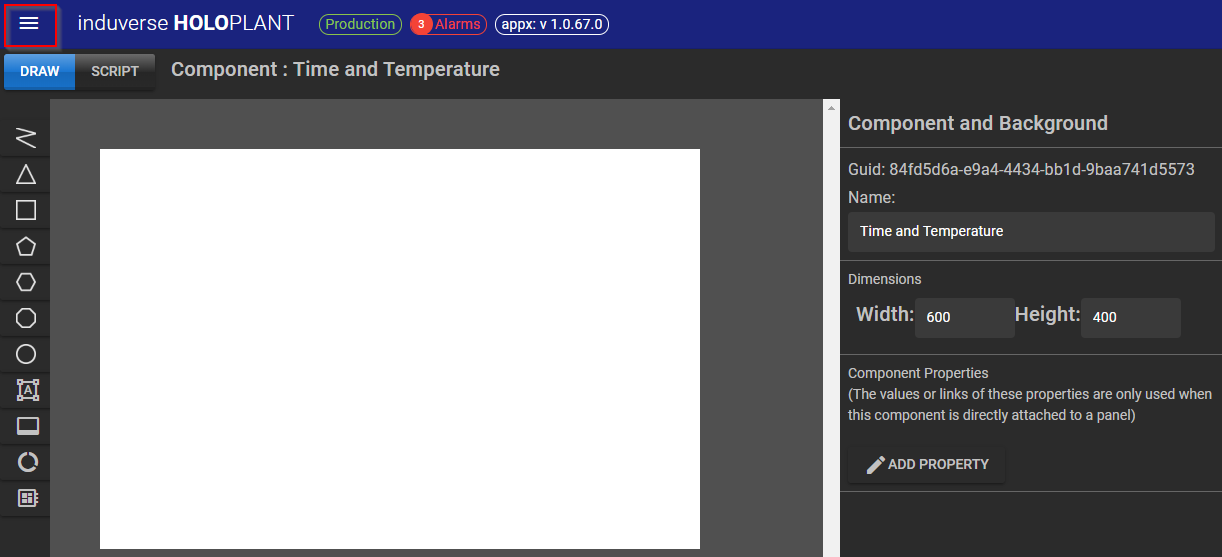 induverse HOLOPLANT Production 3 Alarms appx: v 1.0.67.0
DRAW SCRIPT Component : Time and Temperature
Component and Background
Guid: 84fd5d6a-e9a4-4434-bb1d-9baa741d5573
Name:
Time and Temperature
Dimensions
Width: 600 Height: 400
A
Component Properties
(The values or links of these properties are only used when
this component is directly attached to a panel)
ADD PROPERTY